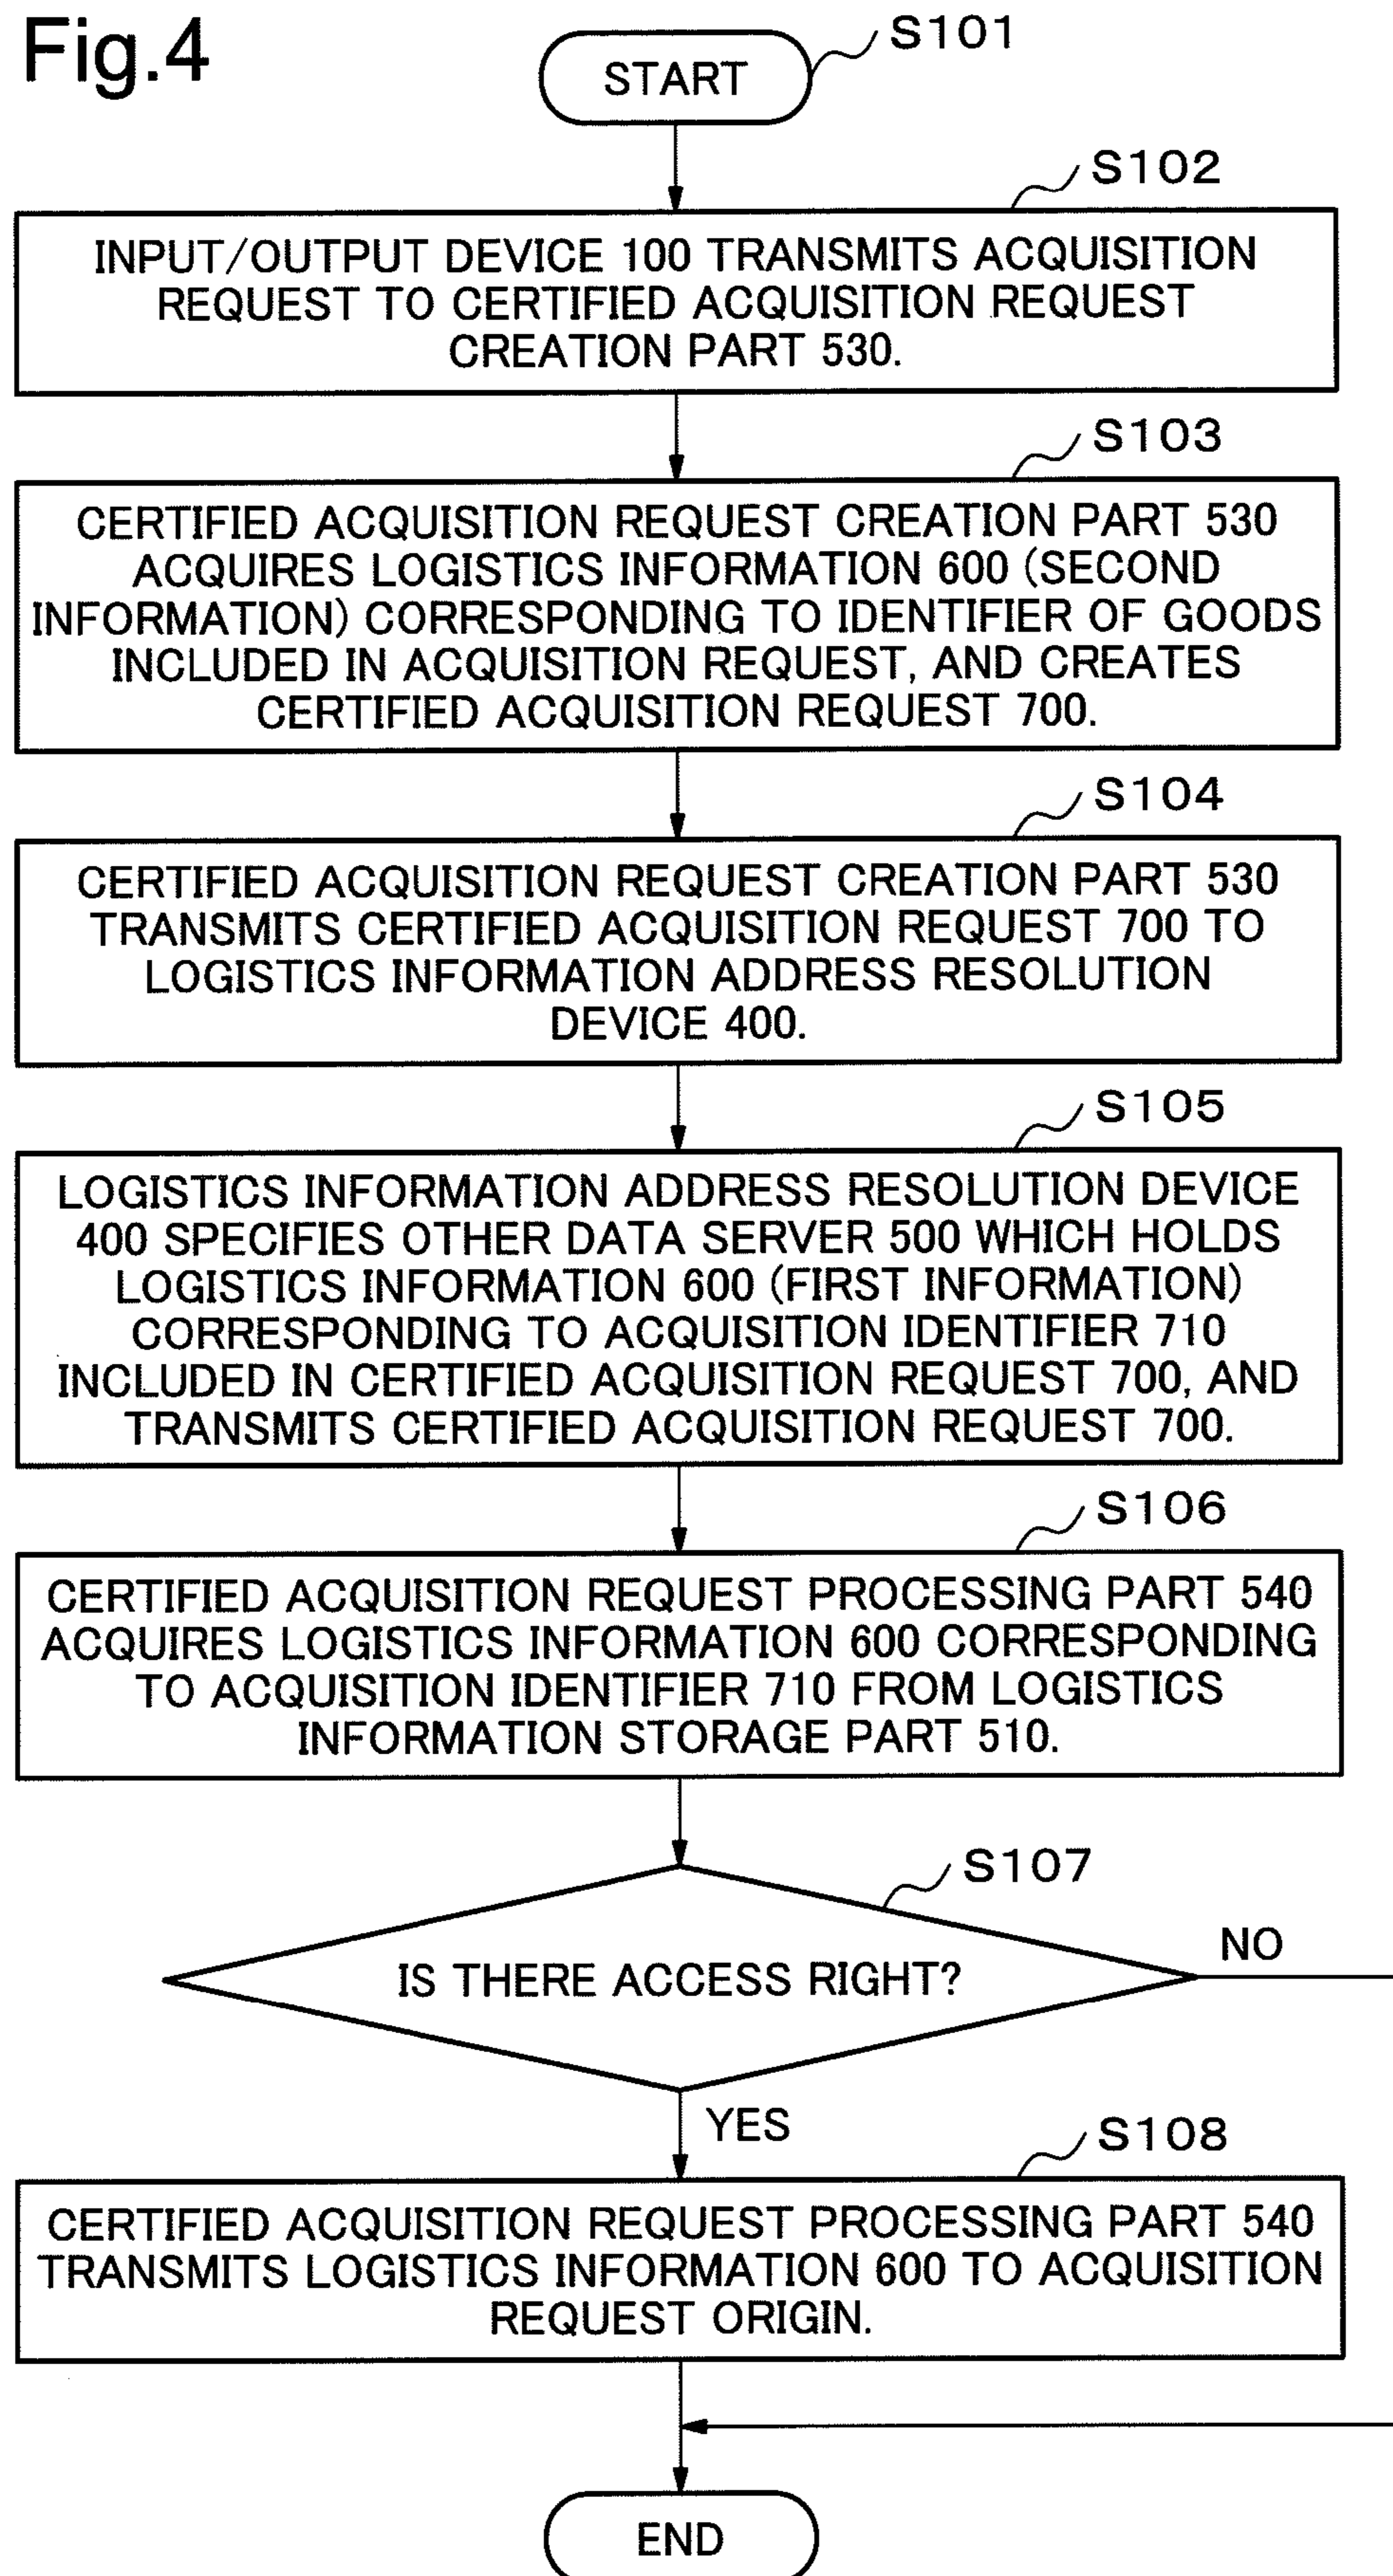 Fig.4
START
S101
S102
INPUT/OUTPUT DEVICE 100 TRANSMITS ACQUISITION
REQUEST TO CERTIFIED ACQUISITION REQUEST
CREATION PART 530.
S103
CERTIFIED ACQUISITION REQUEST CREATION PART 530
ACQUIRES LOGISTICS INFORMATION 600 (SECOND
INFORMATION) CORRESPONDING TO IDENTIFIER OF GOODS
INCLUDED IN ACQUISITION REQUEST, AND CREATES
CERTIFIED ACQUISITION REQUEST 700.
S104
CERTIFIED ACQUISITION REQUEST CREATION PART 530
TRANSMITS CERTIFIED ACQUISITION REQUEST 700 TO
LOGISTICS INFORMATION ADDRESS RESOLUTION
DEVICE 400.
S105
LOGISTICS INFORMATION ADDRESS RESOLUTION DEVICE
400 SPECIFIES OTHER DATA SERVER 500 WHICH HOLDS
LOGISTICS INFORMATION 600 (FIRST INFORMATION)
CORRESPONDING TO ACQUISITION IDENTIFIER 710
INCLUDED IN CERTIFIED ACQUISITION REQUEST 700, AND
TRANSMITS CERTIFIED ACQUISITION REQUEST 700.
S106
CERTIFIED ACQUISITION REQUEST PROCESSING PART 540
ACQUIRES LOGISTICS INFORMATION 600 CORRESPONDING
TO ACQUISITION IDENTIFIER 710 FROM LOGISTICS
INFORMATION STORAGE PART 510.
S107
IS THERE ACCESS RIGHT?
NO
YES
S108
CERTIFIED ACQUISITION REQUEST PROCESSING PART 540
TRANSMITS LOGISTICS INFORMATION 600 TO ACQUISITION
REQUEST ORIGIN.
END